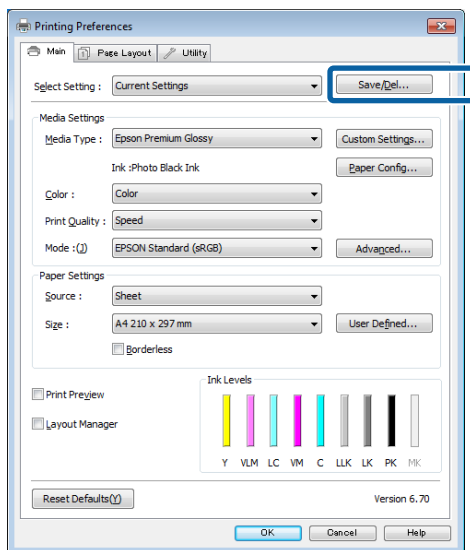 Printing Preferences
Main Page Layout Utility
Select Setting : Current Settings Save/Del...
Media Settings
Media Type : Epson Premium Glossy Custom Settings...
Ink :Photo Black Ink Paper Config...
Color : Color
Print Quality : Speed
Mode :(J) EPSON Standard (sRGB) Advanced...
Paper Settings
Source : Sheet
Size : A4 210 x 297 mm User Defined...
Borderless
Ink Levels
Print Preview
Layout Manager
Y VLM LC VM C LLK LK PK MK
Reset Defaults(Y) Version 6.70
OK Cancel Help